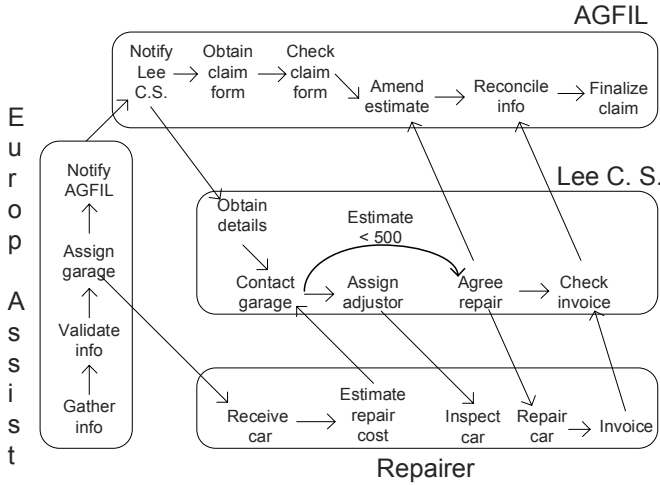 AGFIL
Notify
Lee
C.S.
Obtain
claim
form
Check
claim
form
Amend
estimate
Reconcile
info
Finalize
claim
Europ Assist
Notify
AGFIL
Assign
garage
Validate
info
Gather
info
Lee C. S.
Obtain
details
Estimate
< 500
Contact
garage
Assign
adjustor
Agree
repair
Check
invoice
Receive
car
Estimate
repair
cost
Inspect
car
Repair
car
Invoice
Repairer